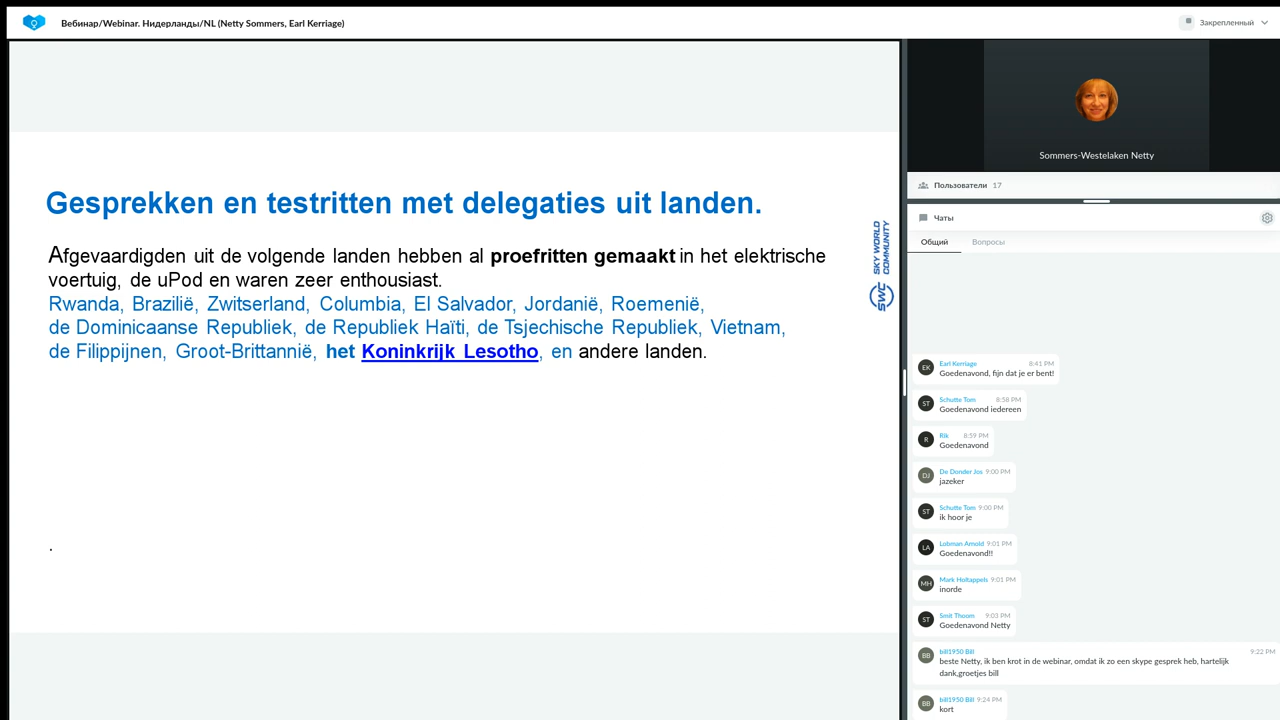 Вебинар/Webinar. Нидерланды/NL (Netty Sommers, Earl Kerriage)
Закрепленный
Gesprekken en testritten met delegaties uit landen.
Afgevaardigden uit de volgende landen hebben al proefritten gemaakt in het elektrische
voertuig, de uPod en waren zeer enthousiast.
Rwanda, Brazilië, Zwitserland, Columbia, El Salvador, Jordanië, Roemenië,
de Dominicaanse Republiek, de Republiek Haïti, de Tsjechische Republiek, Vietnam,
de Filippijnen, Groot-Brittannië, het Koninkrijk Lesotho, en andere landen.
.
SKY WORLD
COMMUNITY
SWC
Sommers-Westelaken Netty
Пользователи 17
Чаты
Общий Вопросы
EK
Earl Kerriage 8:41 PM
Goedenavond, fijn dat je er bent!
ST
Schutte Tom 8:58 PM
Goedenavond iedereen
R
Rik 8:59 PM
Goedenavond
DJ
De Donder Jos 9:00 PM
jazeker
ST
Schutte Tom 9:00 PM
ik hoor je
LA
Lobman Arnold 9:01 PM
Goedenavond!!
MH
Mark Holtappels 9:01 PM
inorde
ST
Smit Thoom 9:03 PM
Goedenavond Netty
BB
bill1950 Bill 9:22 PM
beste Netty, ik ben krot in de webinar, omdat ik zo een skype gesprek heb, hartelijk
dank,groetjes bill
BB
bill1950 Bill 9:24 PM
kort